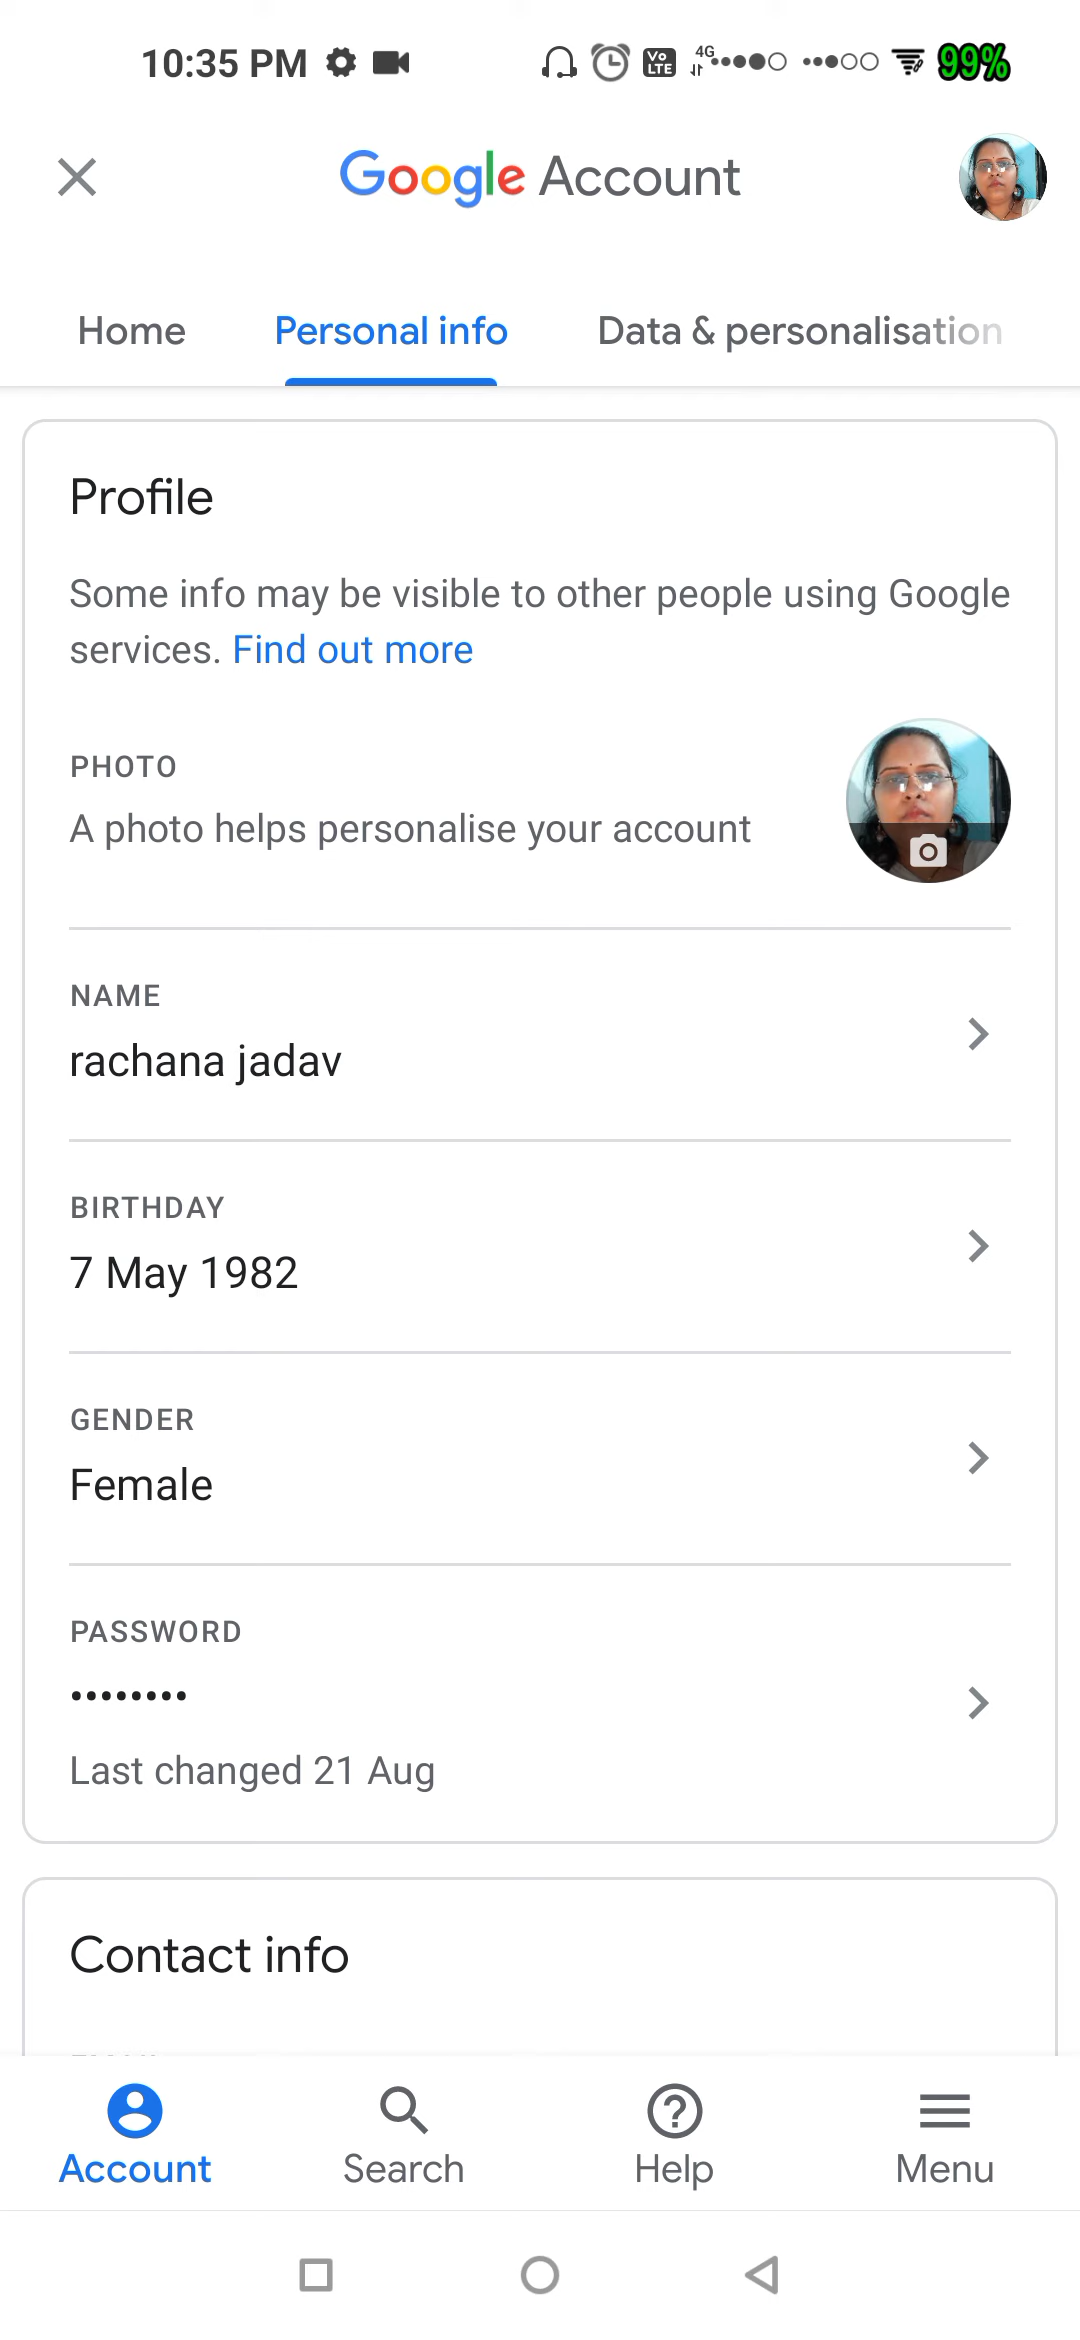 10:35 PM 4G VoLTE 99%
Google Account
Home Personal info Data & personalisation
Profile
Some info may be visible to other people using Google
services. Find out more
PHOTO
A photo helps personalise your account
NAME
rachana jadav
BIRTHDAY
7 May 1982
GENDER
Female
PASSWORD
••••••••
Last changed 21 Aug
Contact info
Account Search Help Menu